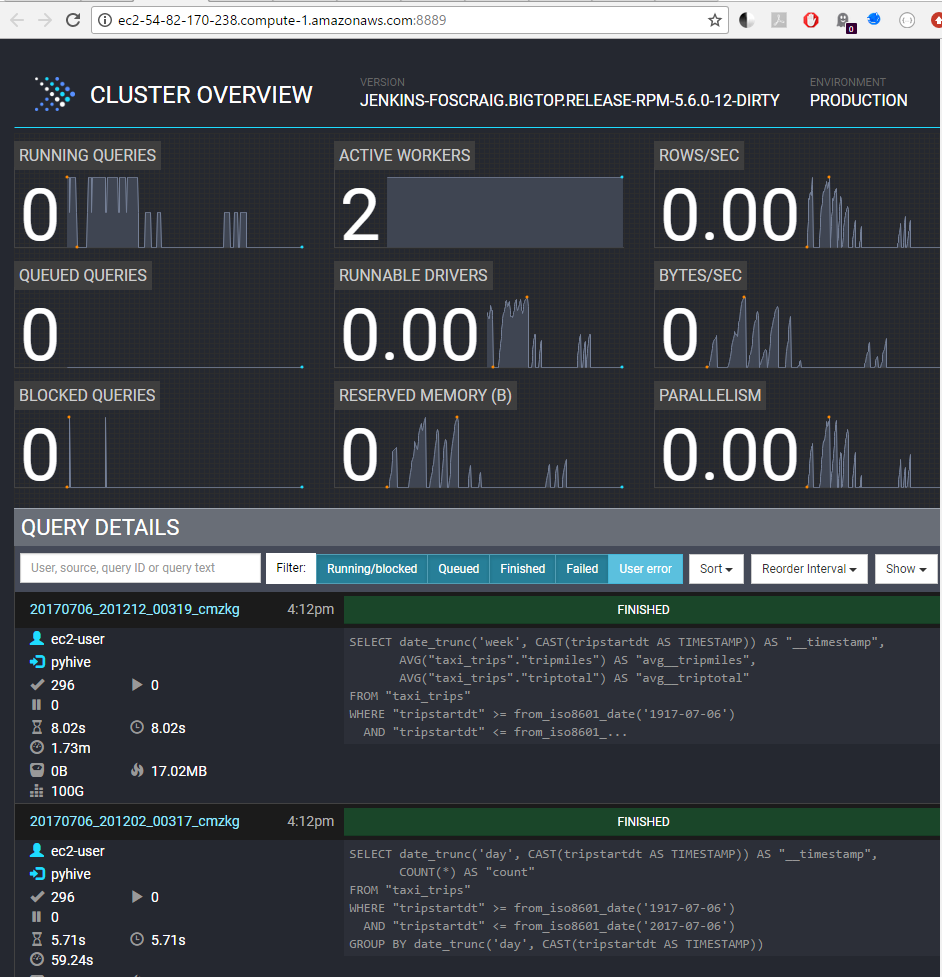 ec2-54-82-170-238.compute-1.amazonaws.com:8889
0
CLUSTER OVERVIEW
VERSION
JENKINS-FOSCRAIG.BIGTOP.RELEASE-RPM-5.6.0-12-DIRTY
ENVIRONMENT
PRODUCTION
RUNNING QUERIES
0
ACTIVE WORKERS
2
ROWS/SEC
0.00
QUEUED QUERIES
0
RUNNABLE DRIVERS
0.00
BYTES/SEC
0
BLOCKED QUERIES
0
RESERVED MEMORY (B)
0
PARALLELISM
0.00
QUERY DETAILS
User, source, query ID or query text
Filter: Running/blocked Queued Finished Failed User error Sort Reorder Interval Show
20170706_201212_00319_cmzkg 4:12pm
ec2-user
pyhive
296 0
0
8.02s 8.02s
1.73m
0B 17.02MB
100G
FINISHED
SELECT date_trunc('week', CAST(tripstartdt AS TIMESTAMP)) AS "__timestamp",
AVG("taxi_trips"."tripmiles") AS "avg__tripmiles",
AVG("taxi_trips"."triptotal") AS "avg__triptotal"
FROM "taxi_trips"
WHERE "tripstartdt" >= from_iso8601_date('1917-07-06')
AND "tripstartdt" <= from_iso8601_...
20170706_201202_00317_cmzkg 4:12pm
ec2-user
pyhive
296 0
0
5.71s 5.71s
59.24s
FINISHED
SELECT date_trunc('day', CAST(tripstartdt AS TIMESTAMP)) AS "__timestamp",
COUNT(*) AS "count"
FROM "taxi_trips"
WHERE "tripstartdt" >= from_iso8601_date('1917-07-06')
AND "tripstartdt" <= from_iso8601_date('2017-07-06')
GROUP BY date_trunc('day', CAST(tripstartdt AS TIMESTAMP))